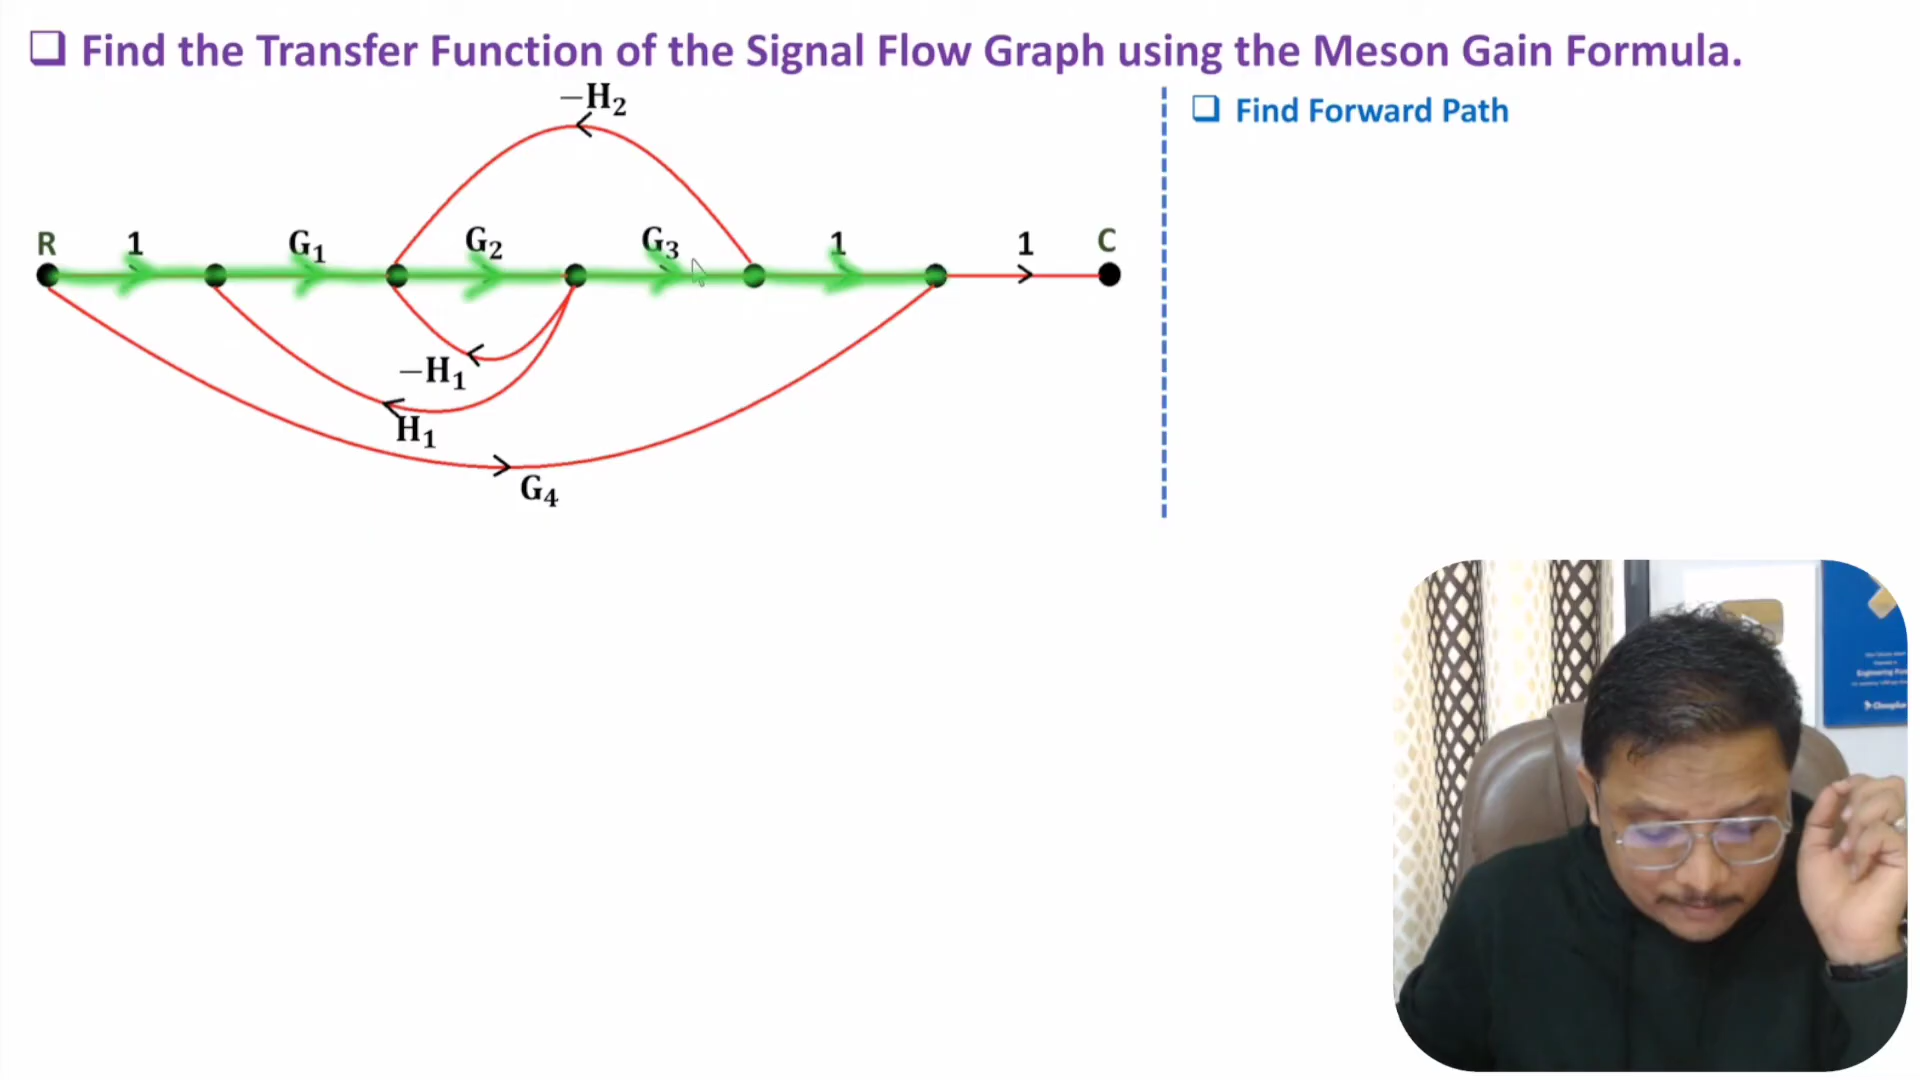 Find the Transfer Function of the Signal Flow Graph using the Meson Gain Formula.
−H₂
Find Forward Path
R 1 G₁ G₂ G₃ 1 1 C
−H₁
H₁
G₄